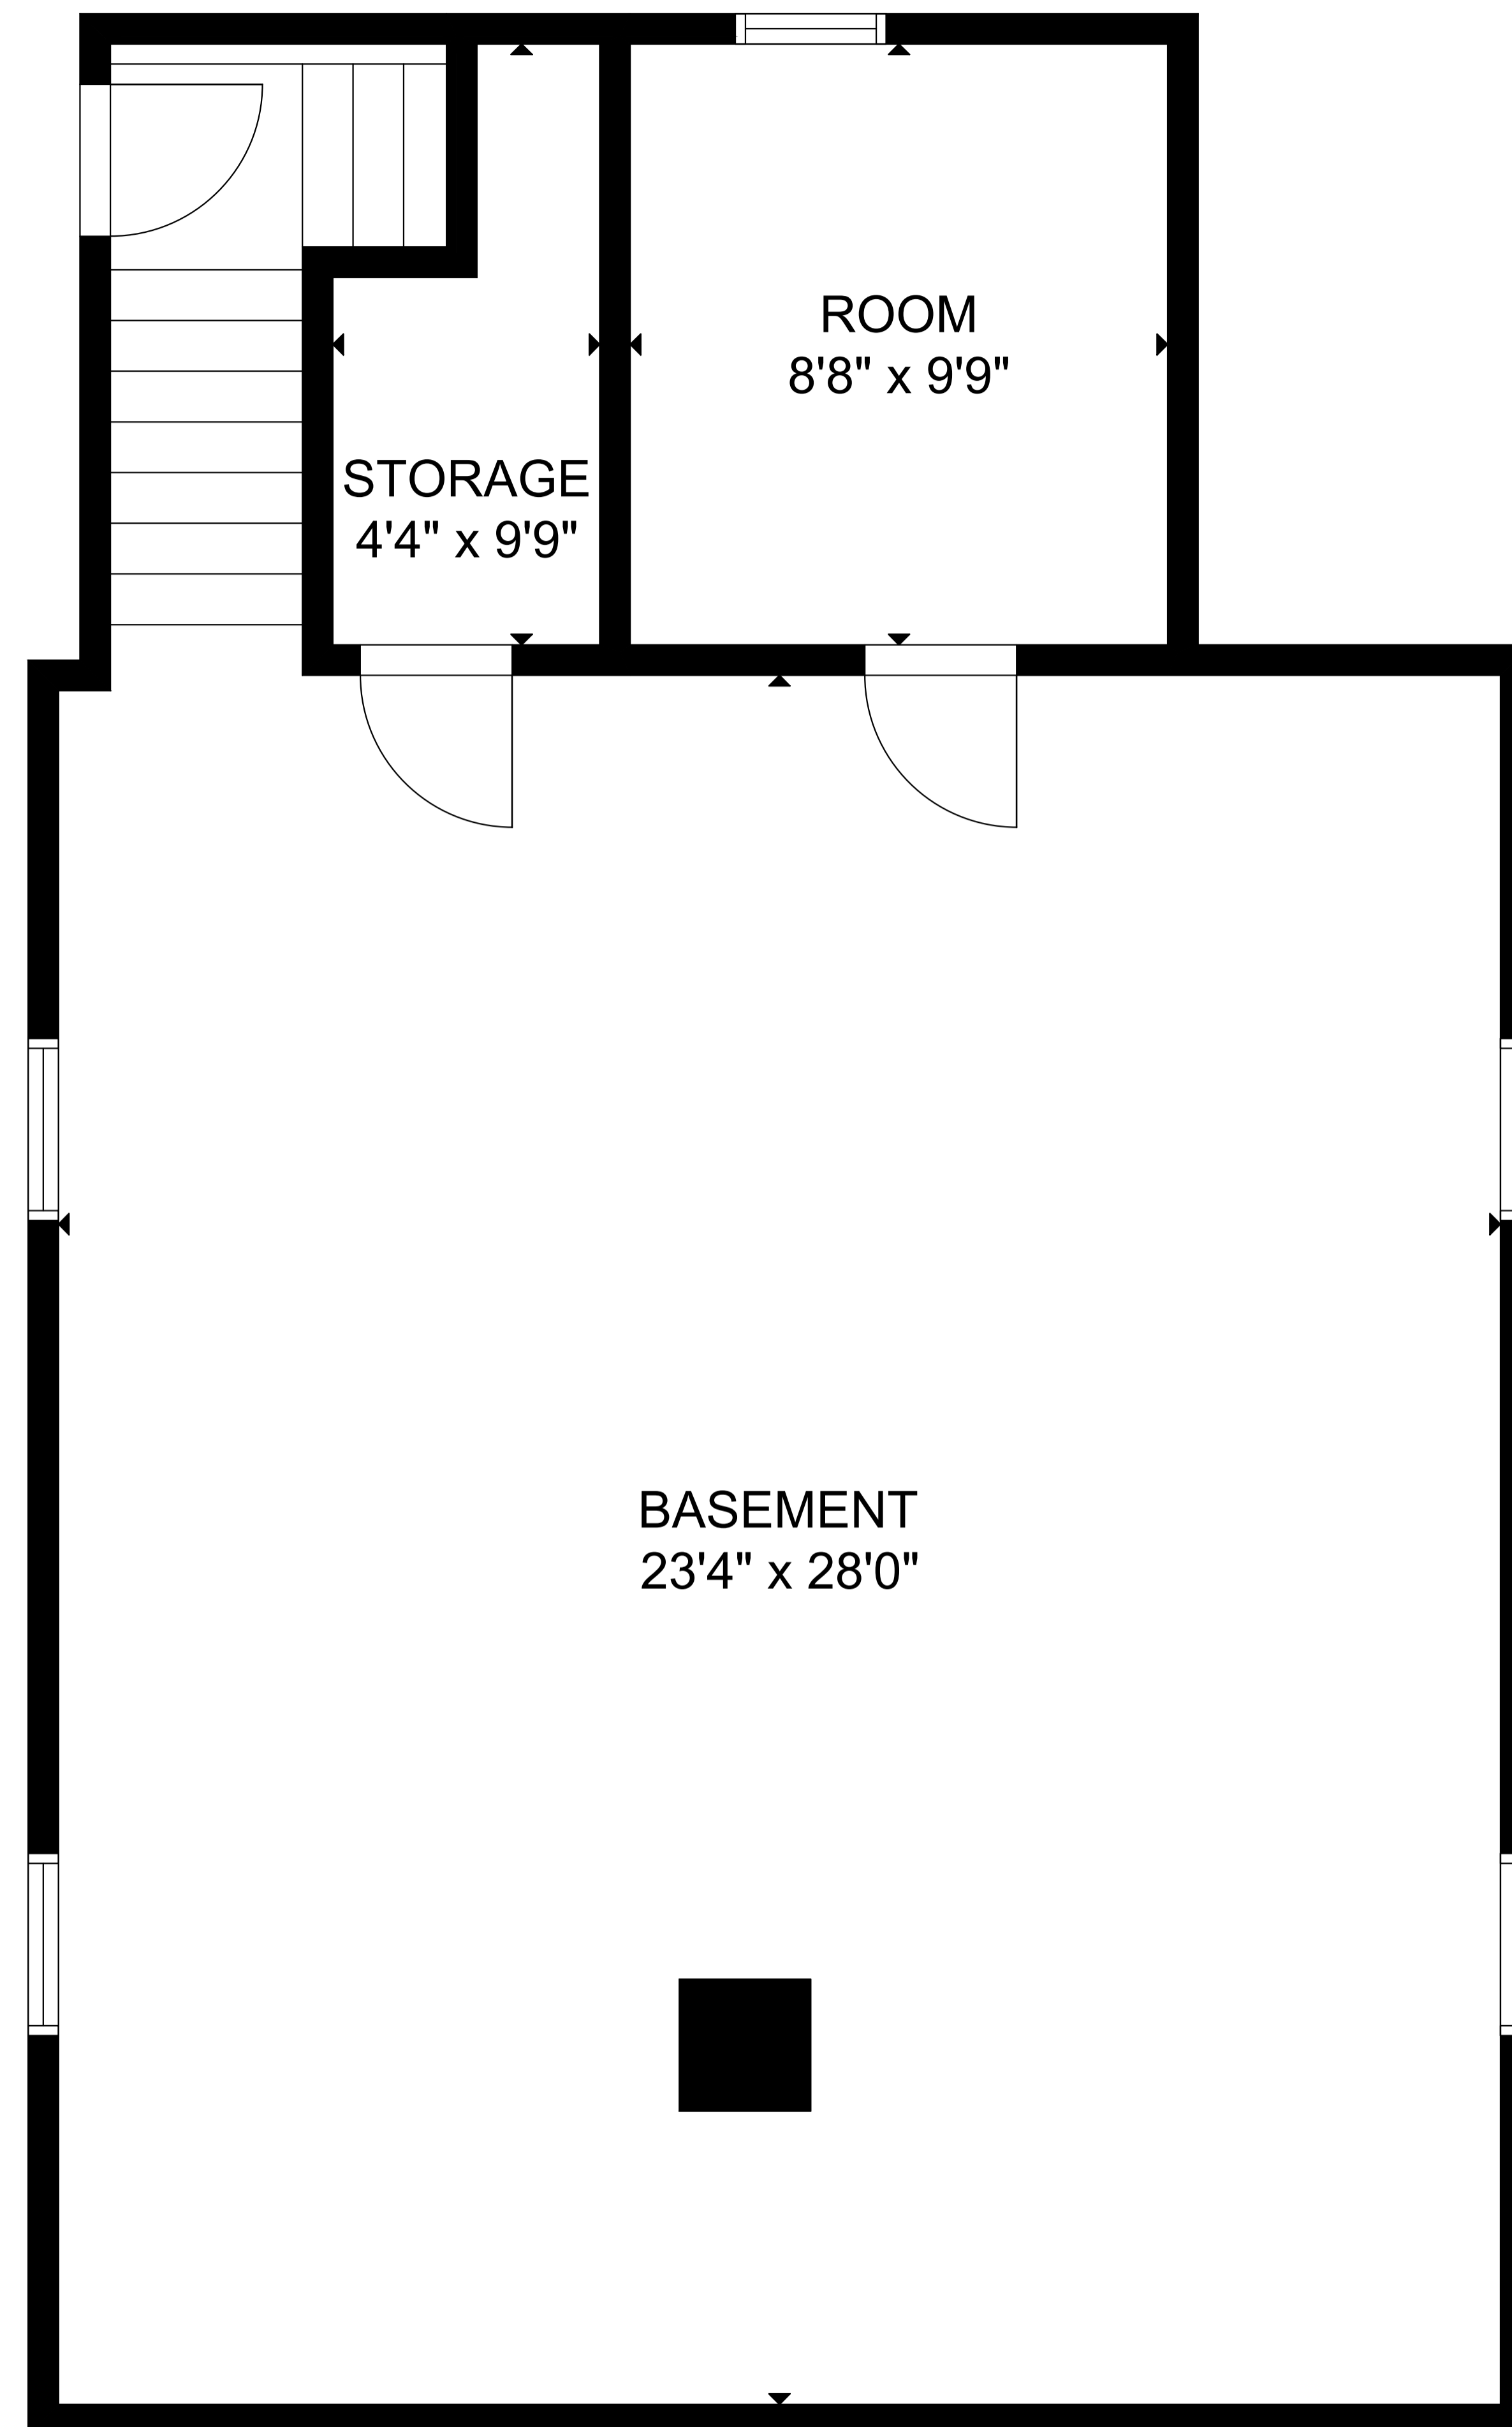 ROOM
8'8" x 9'9"
STORAGE
4'4" x 9'9"
BASEMENT
23'4" x 28'0"